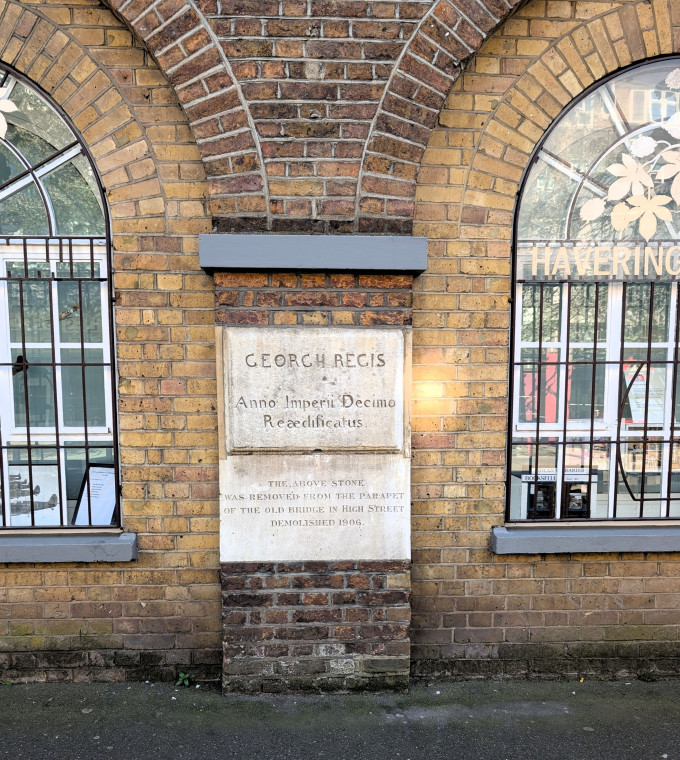 GEORGII REGIS
Anno Imperii Decimo
Reædificatus.
THE ABOVE STONE
WAS REMOVED FROM THE PARAPET
OF THE OLD BRIDGE IN HIGH STREET
DEMOLISHED 1906.
HAVERING